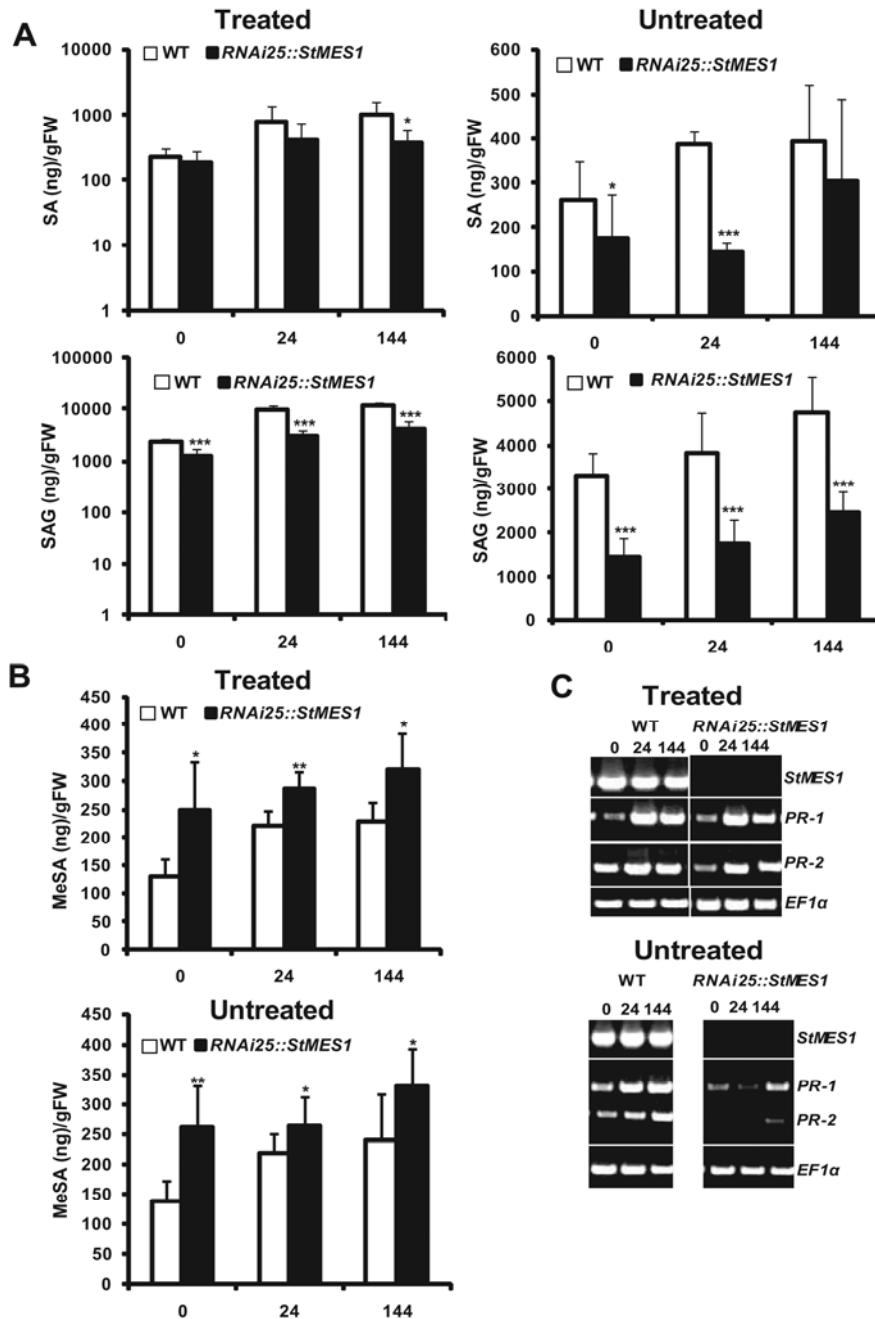 A
Treated
WT RNAi25::StMES1
SA (ng)/gFW
10000
1000
*
100
10
1
0 24 144
Untreated
WT RNAi25::StMES1
SA (ng)/gFW
600
500
400
300
*
***
200
100
0
0 24 144
WT RNAi25::StMES1
SAG (ng)/gFW
100000
10000
*** *** ***
1000
100
10
1
0 24 144
WT RNAi25::StMES1
SAG (ng)/gFW
6000
5000
4000
3000
*** *** ***
2000
1000
0
0 24 144
B
Treated
WT RNAi25::StMES1
MeSA (ng)/gFW
450
400
* ** *
350
300
250
200
150
100
50
0
0 24 144
Untreated
WT RNAi25::StMES1
MeSA (ng)/gFW
450
400
** * *
350
300
250
200
150
100
50
0
0 24 144
C
Treated
WT RNAi25::StMES1
0 24 144 0 24 144
StMES1
PR-1
PR-2
EF1α
Untreated
WT RNAi25::StMES1
0 24 144 0 24 144
StMES1
PR-1
PR-2
EF1α